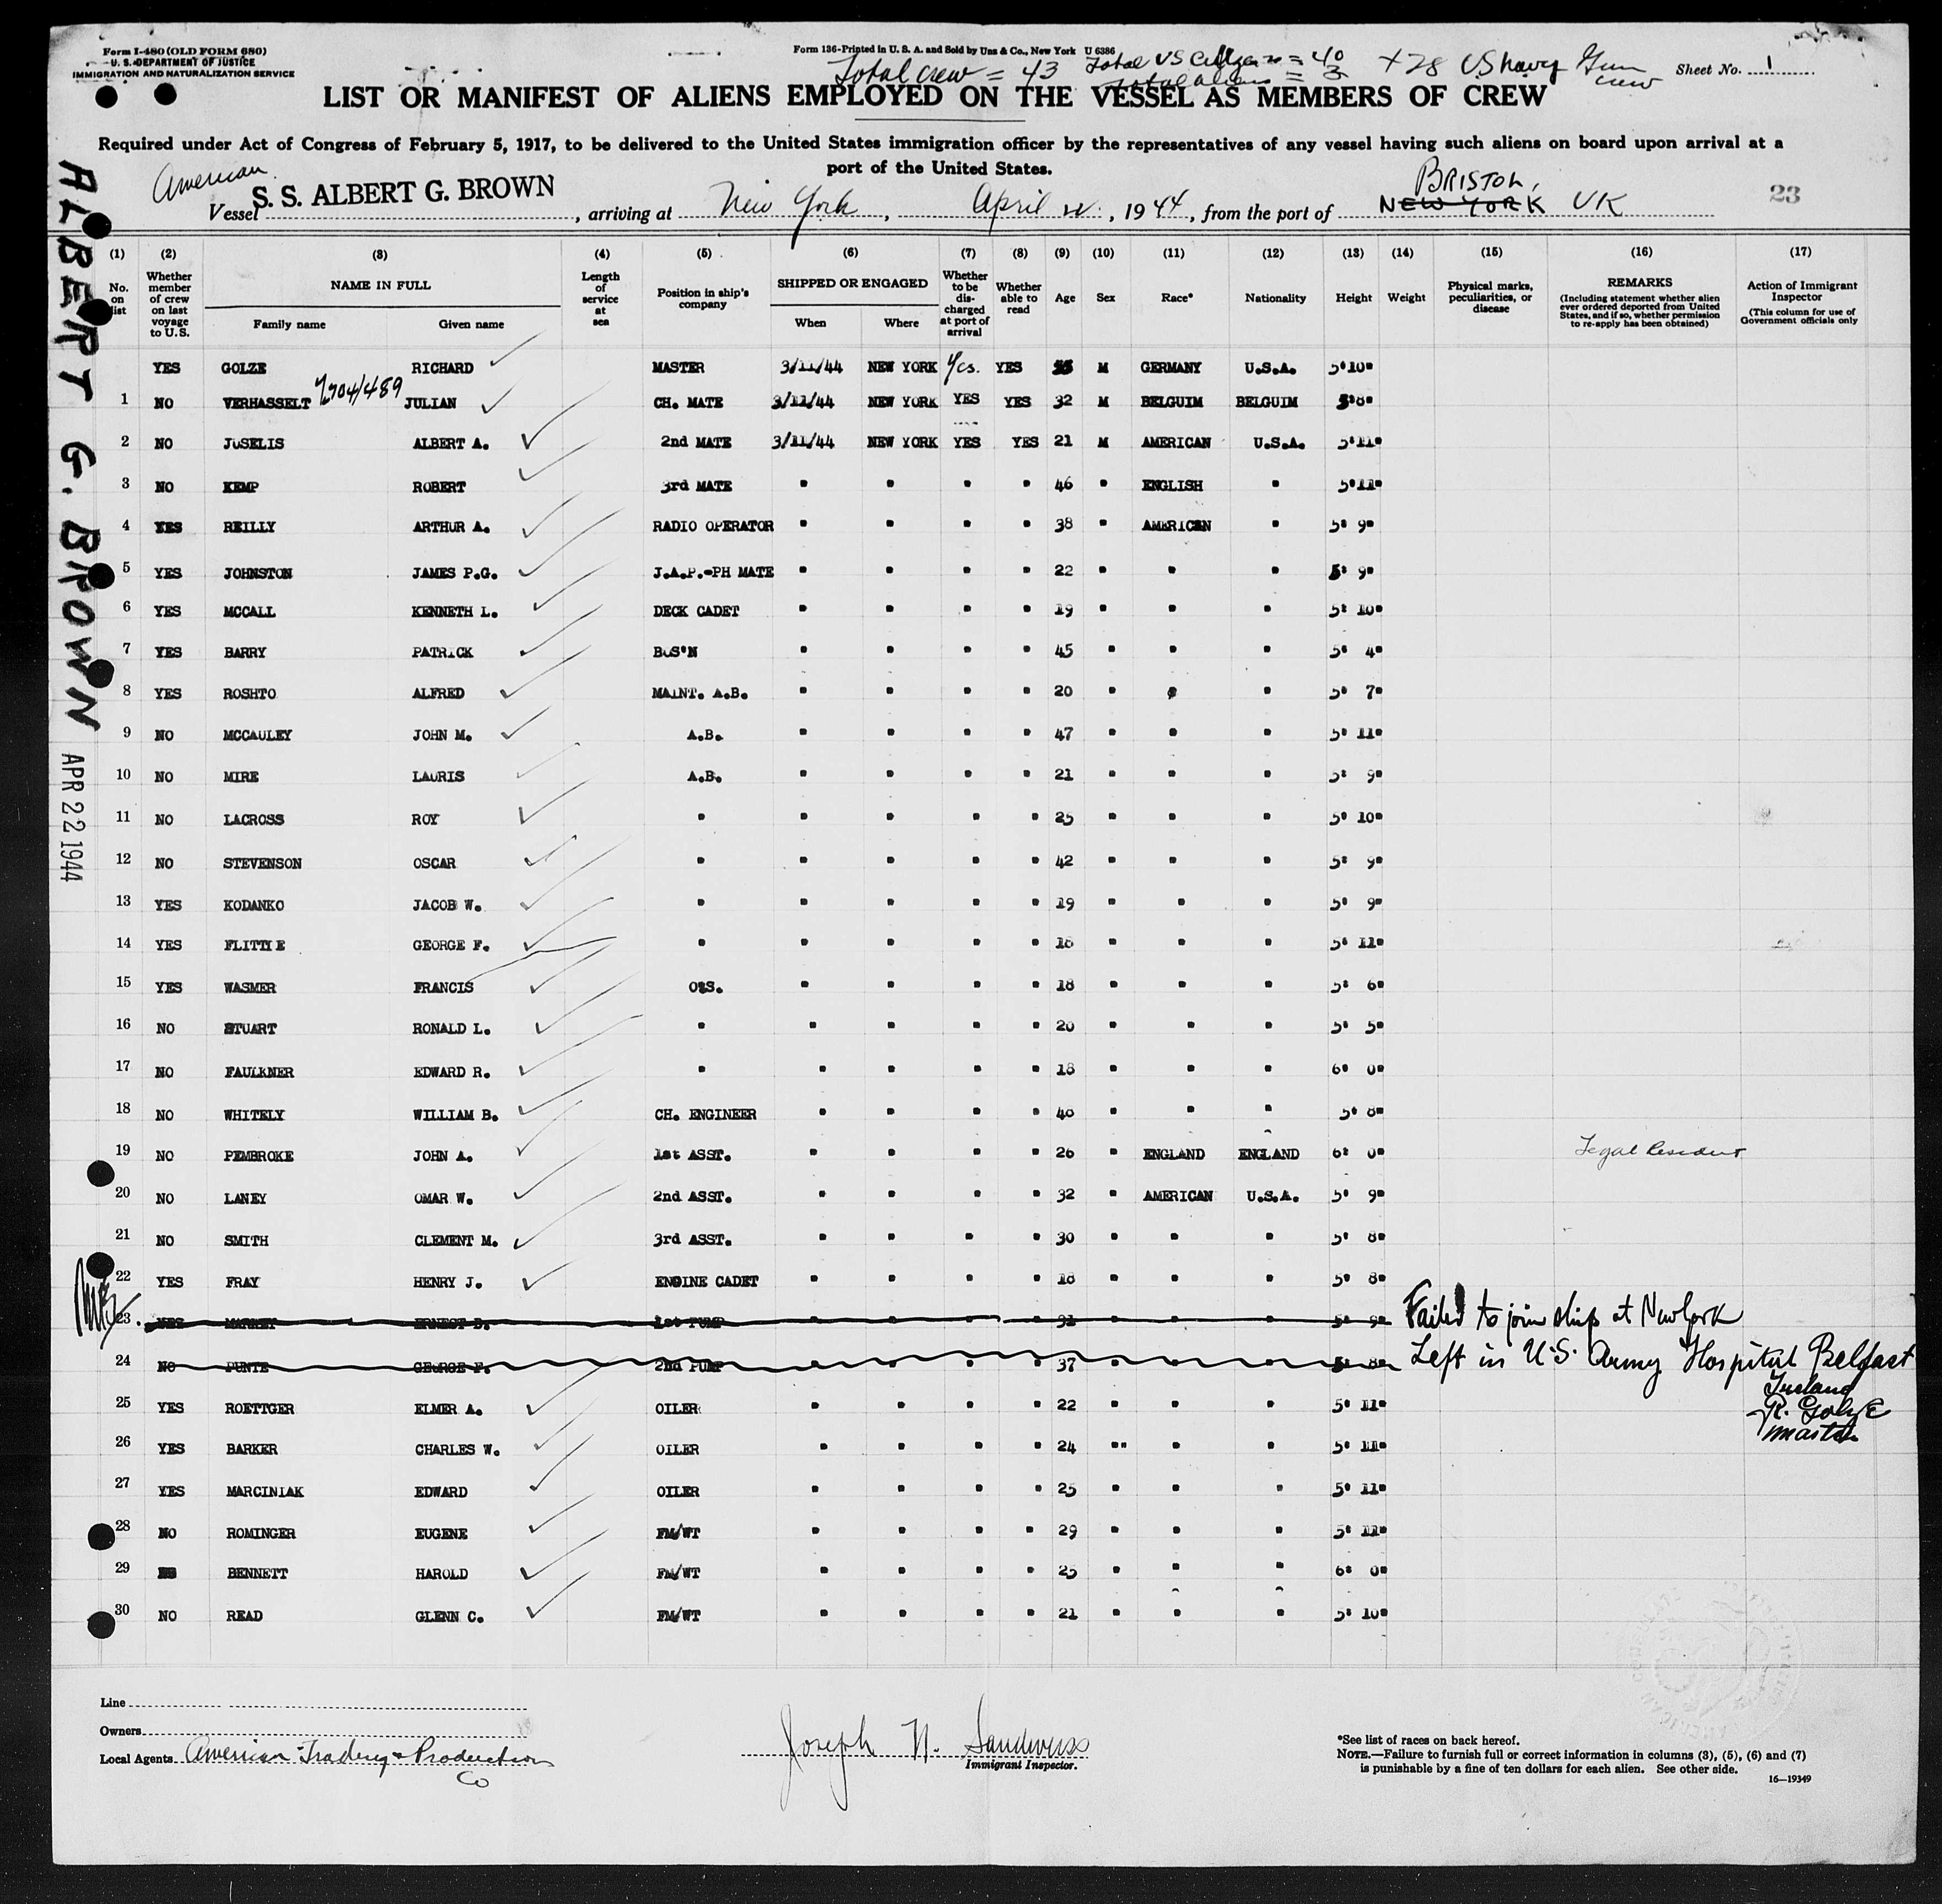 Form I-480 (OLD FORM 680)
U. S. DEPARTMENT OF JUSTICE
IMMIGRATION AND NATURALIZATION SERVICE
Form 136-Printed in U. S. A. and Sold by Unz & Co., New York U 6386
Total crew = 43 Total US Citizens = 40 + 28 US Navy Gun crew
Total aliens = 3
Sheet No. 1
LIST OR MANIFEST OF ALIENS EMPLOYED ON THE VESSEL AS MEMBERS OF CREW
Required under Act of Congress of February 5, 1917, to be delivered to the United States immigration officer by the representatives of any vessel having such aliens on board upon arrival at a
port of the United States.
American
Vessel S. S. ALBERT G. BROWN, arriving at New York, April 22, 1944, from the port of NEW YORK BRISTOL, UK
23
ALBERT G. BROWN
APR 22 1944
(1) (2) (3) (4) (5) (6) (7) (8) (9) (10) (11) (12) (13) (14) (15) (16) (17)
No. on list
Whether member of crew on last voyage to U.S.
NAME IN FULL
Family name Given name
Length of service at sea
Position in ship's company
SHIPPED OR ENGAGED
When Where
Whether to be discharged at port of arrival
Whether able to read
Age Sex Race* Nationality Height Weight
Physical marks, peculiarities, or disease
REMARKS
(Including statement whether alien ever ordered deported from United States, and if so, whether permission to re-apply has been obtained)
Action of Immigrant Inspector
(This column for use of Government officials only
YES GOLZE RICHARD MASTER 3/11/44 NEW YORK Yes. YES M GERMANY U.S.A. 5'10"
1 NO VERHASSELT JULIAN CH. MATE 3/11/44 NEW YORK YES YES 32 M BELGUIM BELGUIM 5'8"
2 NO JUSELIS ALBERT A. 2nd MATE 3/11/44 NEW YORK YES YES 21 M AMERICAN U.S.A. 5'11"
3 NO KEMP ROBERT 3rd MATE " " " " 46 " ENGLISH " 5'11"
4 YES REILLY ARTHUR A. RADIO OPERATOR " " " " 38 " AMERICAN " 5' 9"
5 YES JOHNSTON JAMES P.G. J.A.P.-PH MATE " " " " 22 " " " 5' 9"
6 YES MCCALL KENNETH L. DECK CADET " " " " 19 " " " 5' 10"
7 YES BARRY PATRICK BOS'N " " " " 45 " " " 5' 4"
8 YES ROSHTO ALFRED MAINT. A.B. " " " " 20 " " " 5' 7"
9 NO MCCAULEY JOHN M. A.B. " " " " 47 " " " 5' 11"
10 NO MIRE LAURIS A.B. " " " " 21 " " " 5' 9"
11 NO LACROSS ROY " " " " " 25 " " " 5' 10"
12 NO STEVENSON OSCAR " " " " " 42 " " " 5' 9"
13 YES KODANKO JACOB W. " " " " " 19 " " " 5' 9"
14 YES FLITTIE GEORGE F. " " " " " 18 " " " 5' 11"
15 YES WASMER FRANCIS O.S. " " " " 18 " " " 5' 6"
16 NO STUART RONALD L. " " " " " 20 " " " 5' 5"
17 NO FAULKNER EDWARD R. " " " " " 18 " " " 6' 0"
18 NO WHITELY WILLIAM B. CH. ENGINEER " " " " 40 " " " 5' 8"
19 NO PEMBROKE JOHN A. 1st ASST. " " " " 26 " ENGLAND ENGLAND 6' 0" Legal Resident
20 NO LANEY OMAR W. 2nd ASST. " " " " 32 " AMERICAN U.S.A. 5' 9"
21 NO SMITH CLEMENT M. 3rd ASST. " " " " 30 " " " 5' 8"
22 YES FRAY HENRY J. ENGINE CADET " " " " 18 " " " 5' 8"
23 YES ERNEST B. 1st PUMP " " " " " " " 5' 9" Failed to join ship at New York
24 NO PUNTE GEORGE F. 2nd PUMP " " " " 37 " " " 5' 8" Left in U.S. Army Hospital Belfast
Ireland
R. Golze
master
25 YES ROETTGER ELMER A. OILER " " " " 22 " " " 5' 11"
26 YES BARKER CHARLES W. OILER " " " " 24 " " " 5' 11"
27 YES MARCINIAK EDWARD OILER " " " " 25 " " " 5' 11"
28 NO ROMINGER EUGENE FM/WT " " " " 29 " " " 5' 11"
29 BENNETT HAROLD FM/WT " " " " 25 " " " 6' 0"
30 NO READ GLENN C. FM/WT " " " " 21 " " " 5' 10"
Line
Owners
Local Agents American Trading & Production Co
Joseph N.
Immigrant Inspector.
*See list of races on back hereof.
NOTE.—Failure to furnish full or correct information in columns (3), (5), (6) and (7)
is punishable by a fine of ten dollars for each alien. See other side.
16—19349